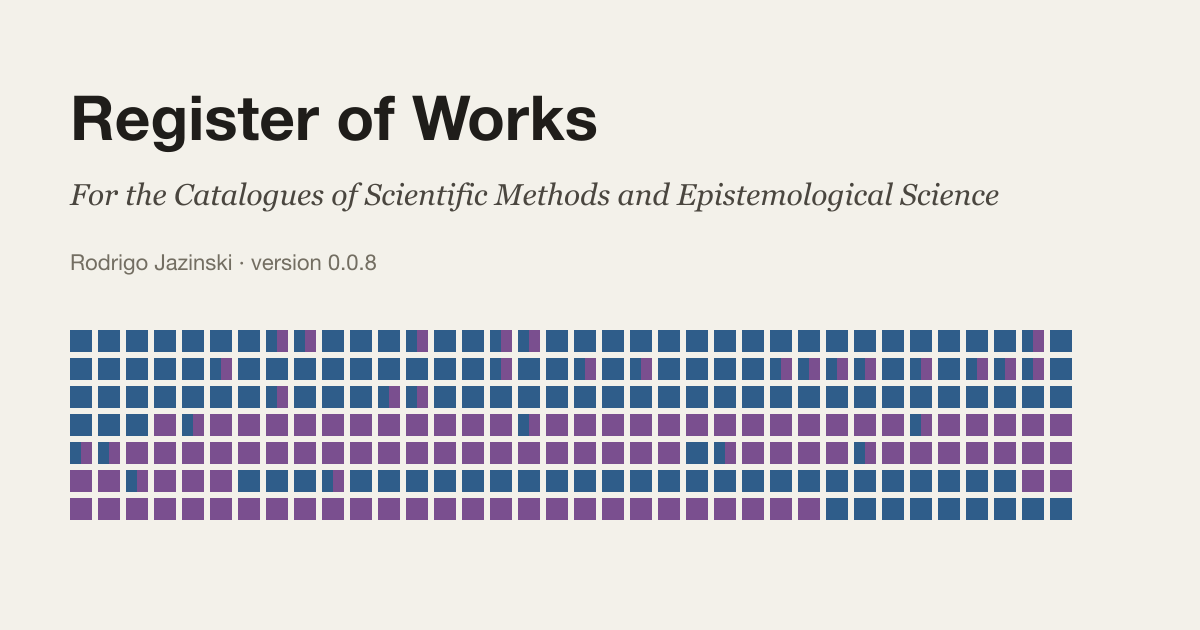 Register of Works
For the Catalogues of Scientific Methods and Epistemological Science
Rodrigo Jazinski · version 0.0.8